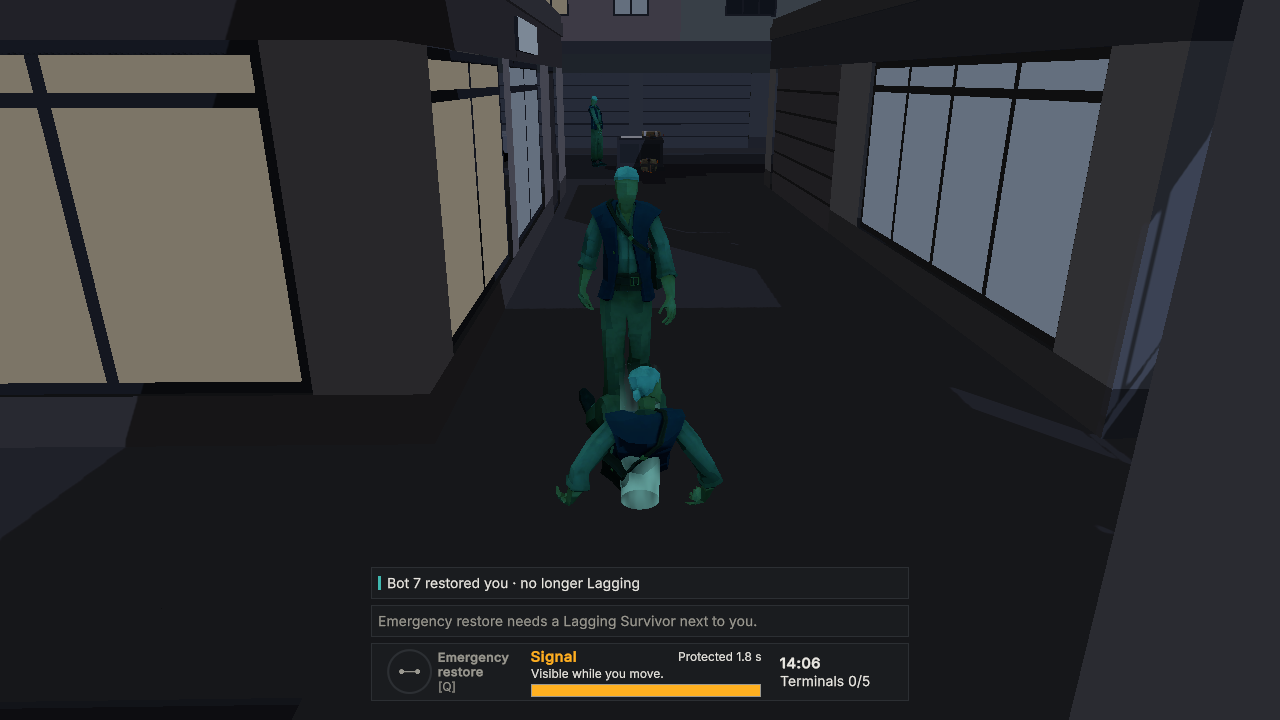 Bot 7 restored you · no longer Lagging
Emergency restore needs a Lagging Survivor next to you.
Emergency restore
[Q]
Signal
Protected 1.8 s
Visible while you move.
14:06
Terminals 0/5